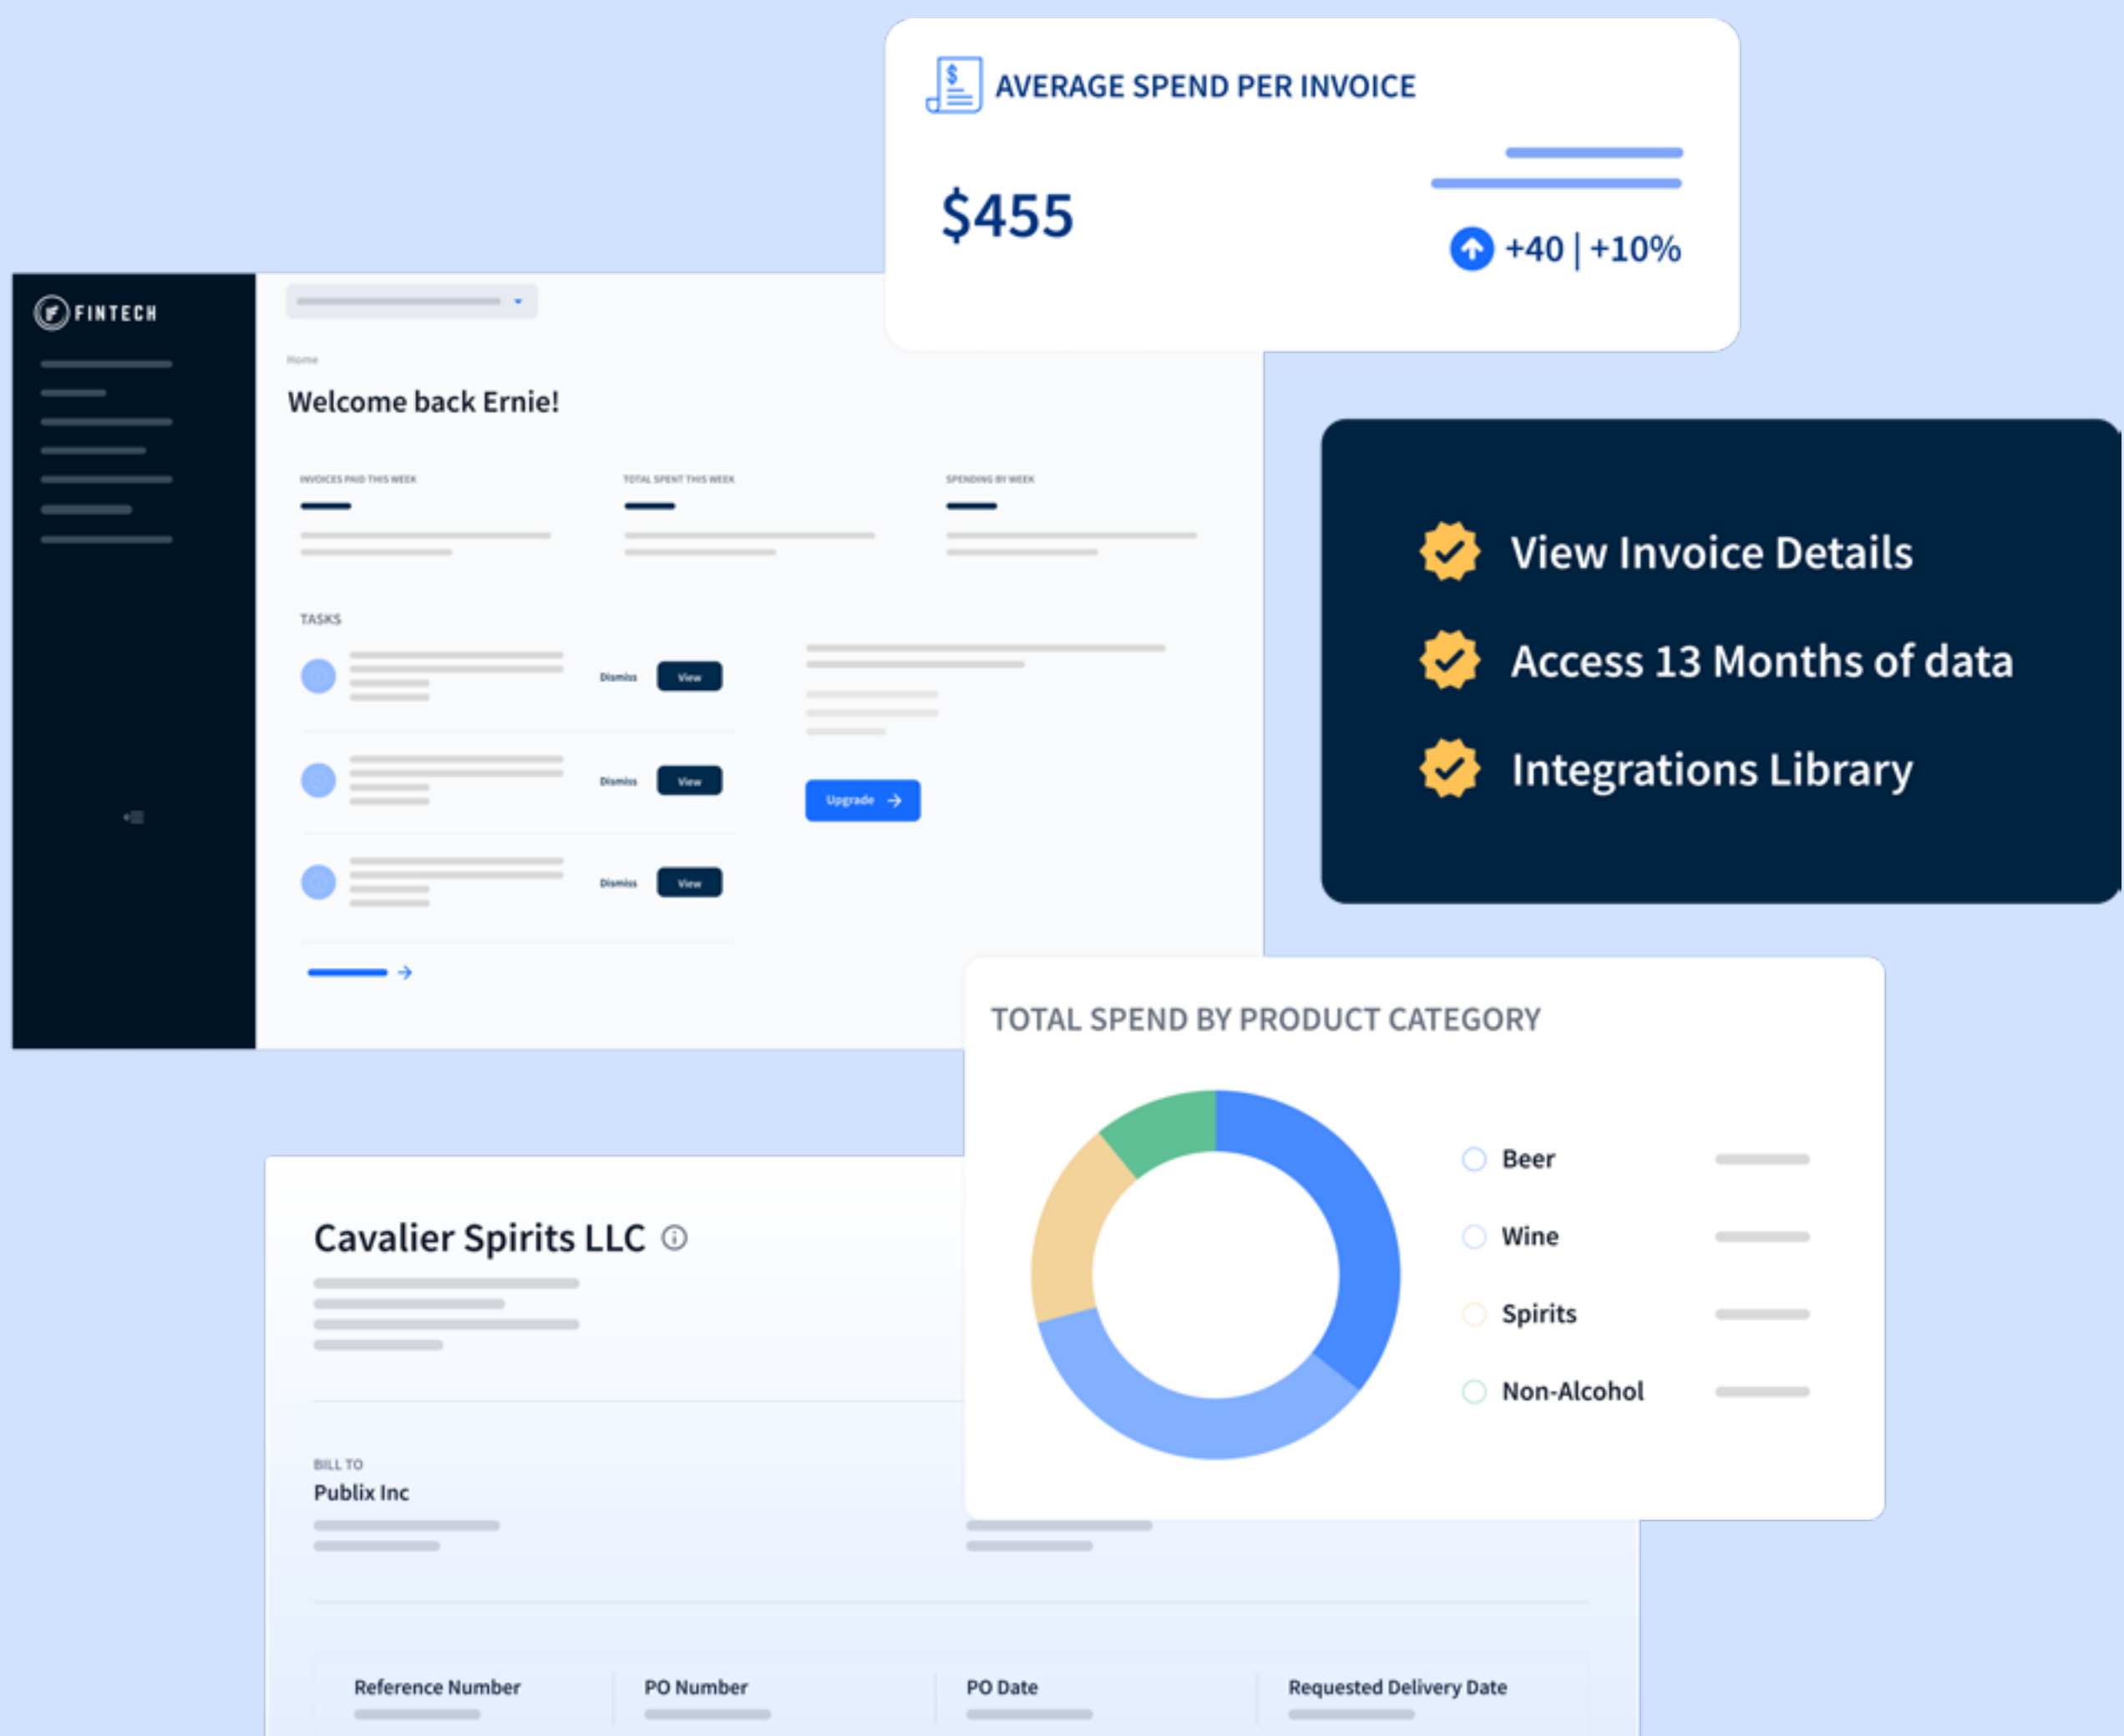 AVERAGE SPEND PER INVOICE
$455
+40 | +10%
FINTECH
Home
Welcome back Ernie!
INVOICES PAID THIS WEEK
TOTAL SPENT THIS WEEK
SPENDING BY WEEK
TASKS
Dismiss View
Dismiss View
Upgrade
Dismiss View
View Invoice Details
Access 13 Months of data
Integrations Library
TOTAL SPEND BY PRODUCT CATEGORY
Beer
Wine
Spirits
Non-Alcohol
Cavalier Spirits LLC
BILL TO
Publix Inc
Reference Number
PO Number
PO Date
Requested Delivery Date